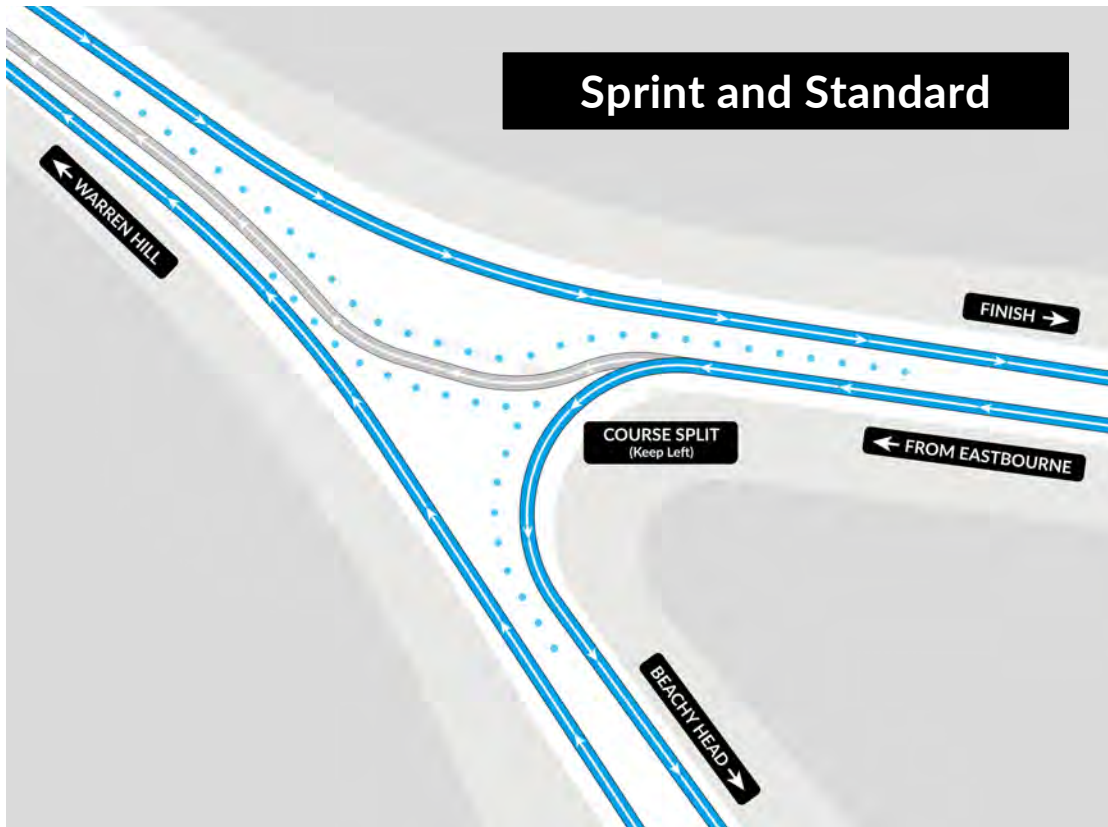 Sprint and Standard
WARREN HILL
FINISH
COURSE SPLIT
(Keep Left)
FROM EASTBOURNE
BEACHY HEAD